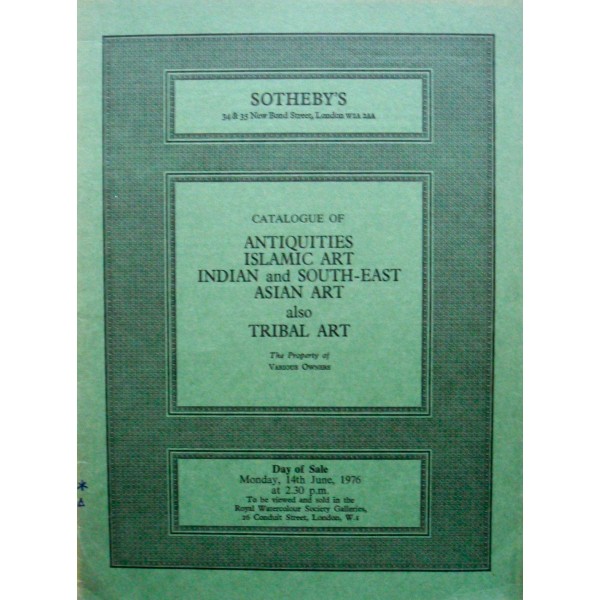 SOTHEBY'S
34 & 35 New Bond Street, London W1A 2AA
CATALOGUE OF
ANTIQUITIES
ISLAMIC ART
INDIAN and SOUTH-EAST
ASIAN ART
also
TRIBAL ART
The Property of
VARIOUS OWNERS
Day of Sale
Monday, 14th June, 1976
at 2.30 p.m.
To be viewed and sold in the
Royal Watercolour Society Galleries,
26 Conduit Street, London, W.1